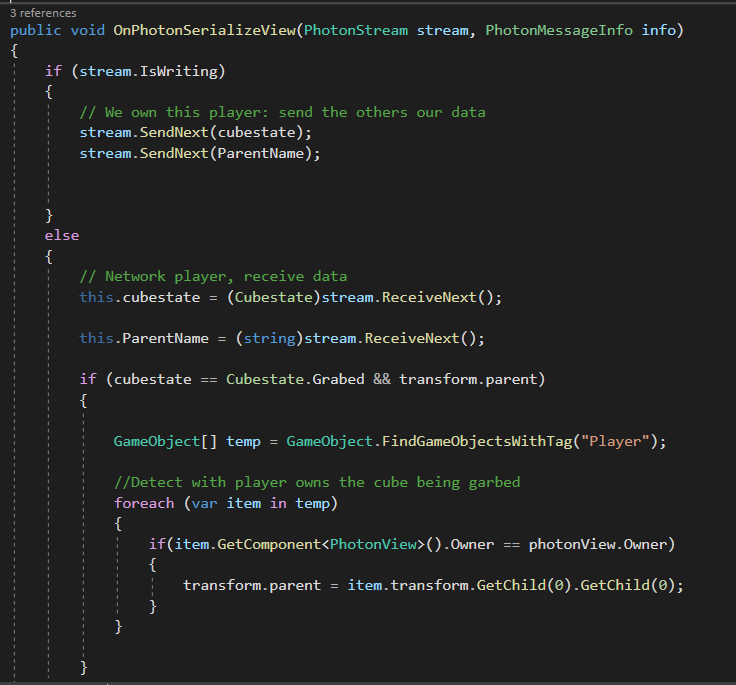 3 references
public void OnPhotonSerializeView(PhotonStream stream, PhotonMessageInfo info)
{
if (stream.IsWriting)
{
// We own this player: send the others our data
stream.SendNext(cubestate);
stream.SendNext(ParentName);
}
else
{
// Network player, receive data
this.cubestate = (Cubestate)stream.ReceiveNext();
this.ParentName = (string)stream.ReceiveNext();
if (cubestate == Cubestate.Grabed && transform.parent)
{
GameObject[] temp = GameObject.FindGameObjectsWithTag("Player");
//Detect with player owns the cube being garbed
foreach (var item in temp)
{
if(item.GetComponent<PhotonView>().Owner == photonView.Owner)
{
transform.parent = item.transform.GetChild(0).GetChild(0);
}
}
}